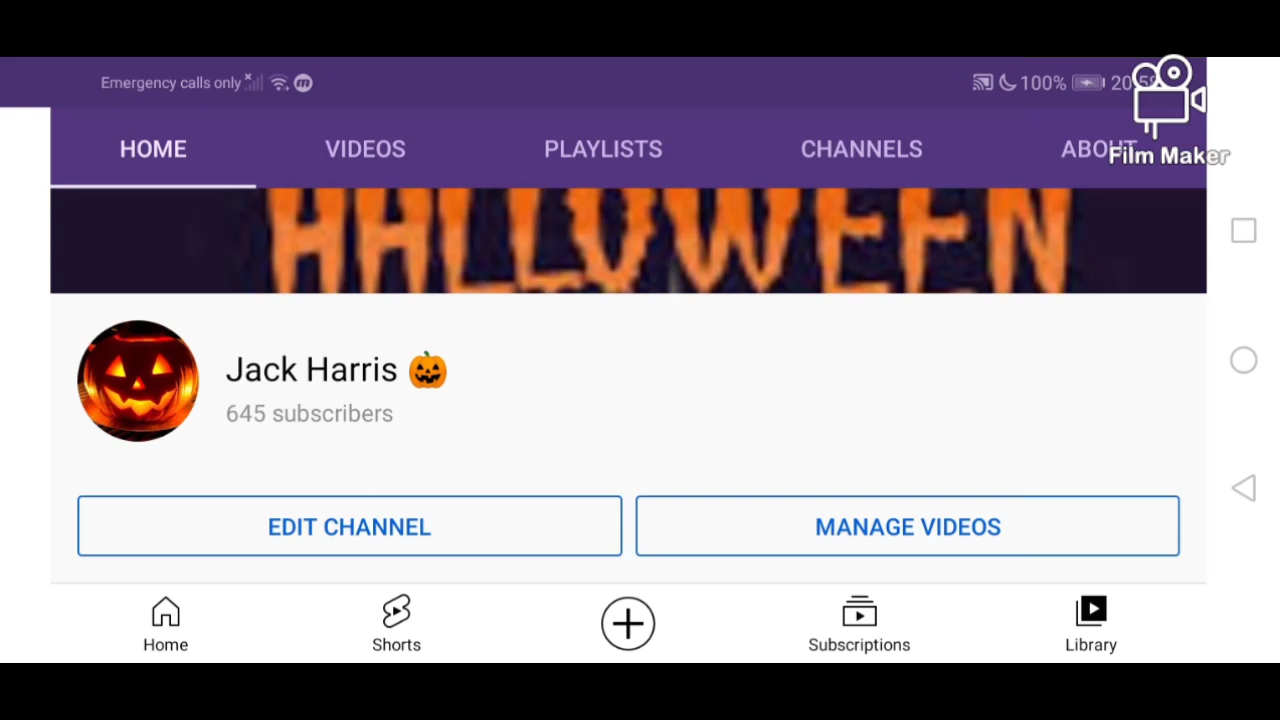 Emergency calls only
100%
Film Maker
HOME VIDEOS PLAYLISTS CHANNELS ABOUT
HALLOWEEN
Jack Harris 🎃
645 subscribers
EDIT CHANNEL MANAGE VIDEOS
Home Shorts Subscriptions Library